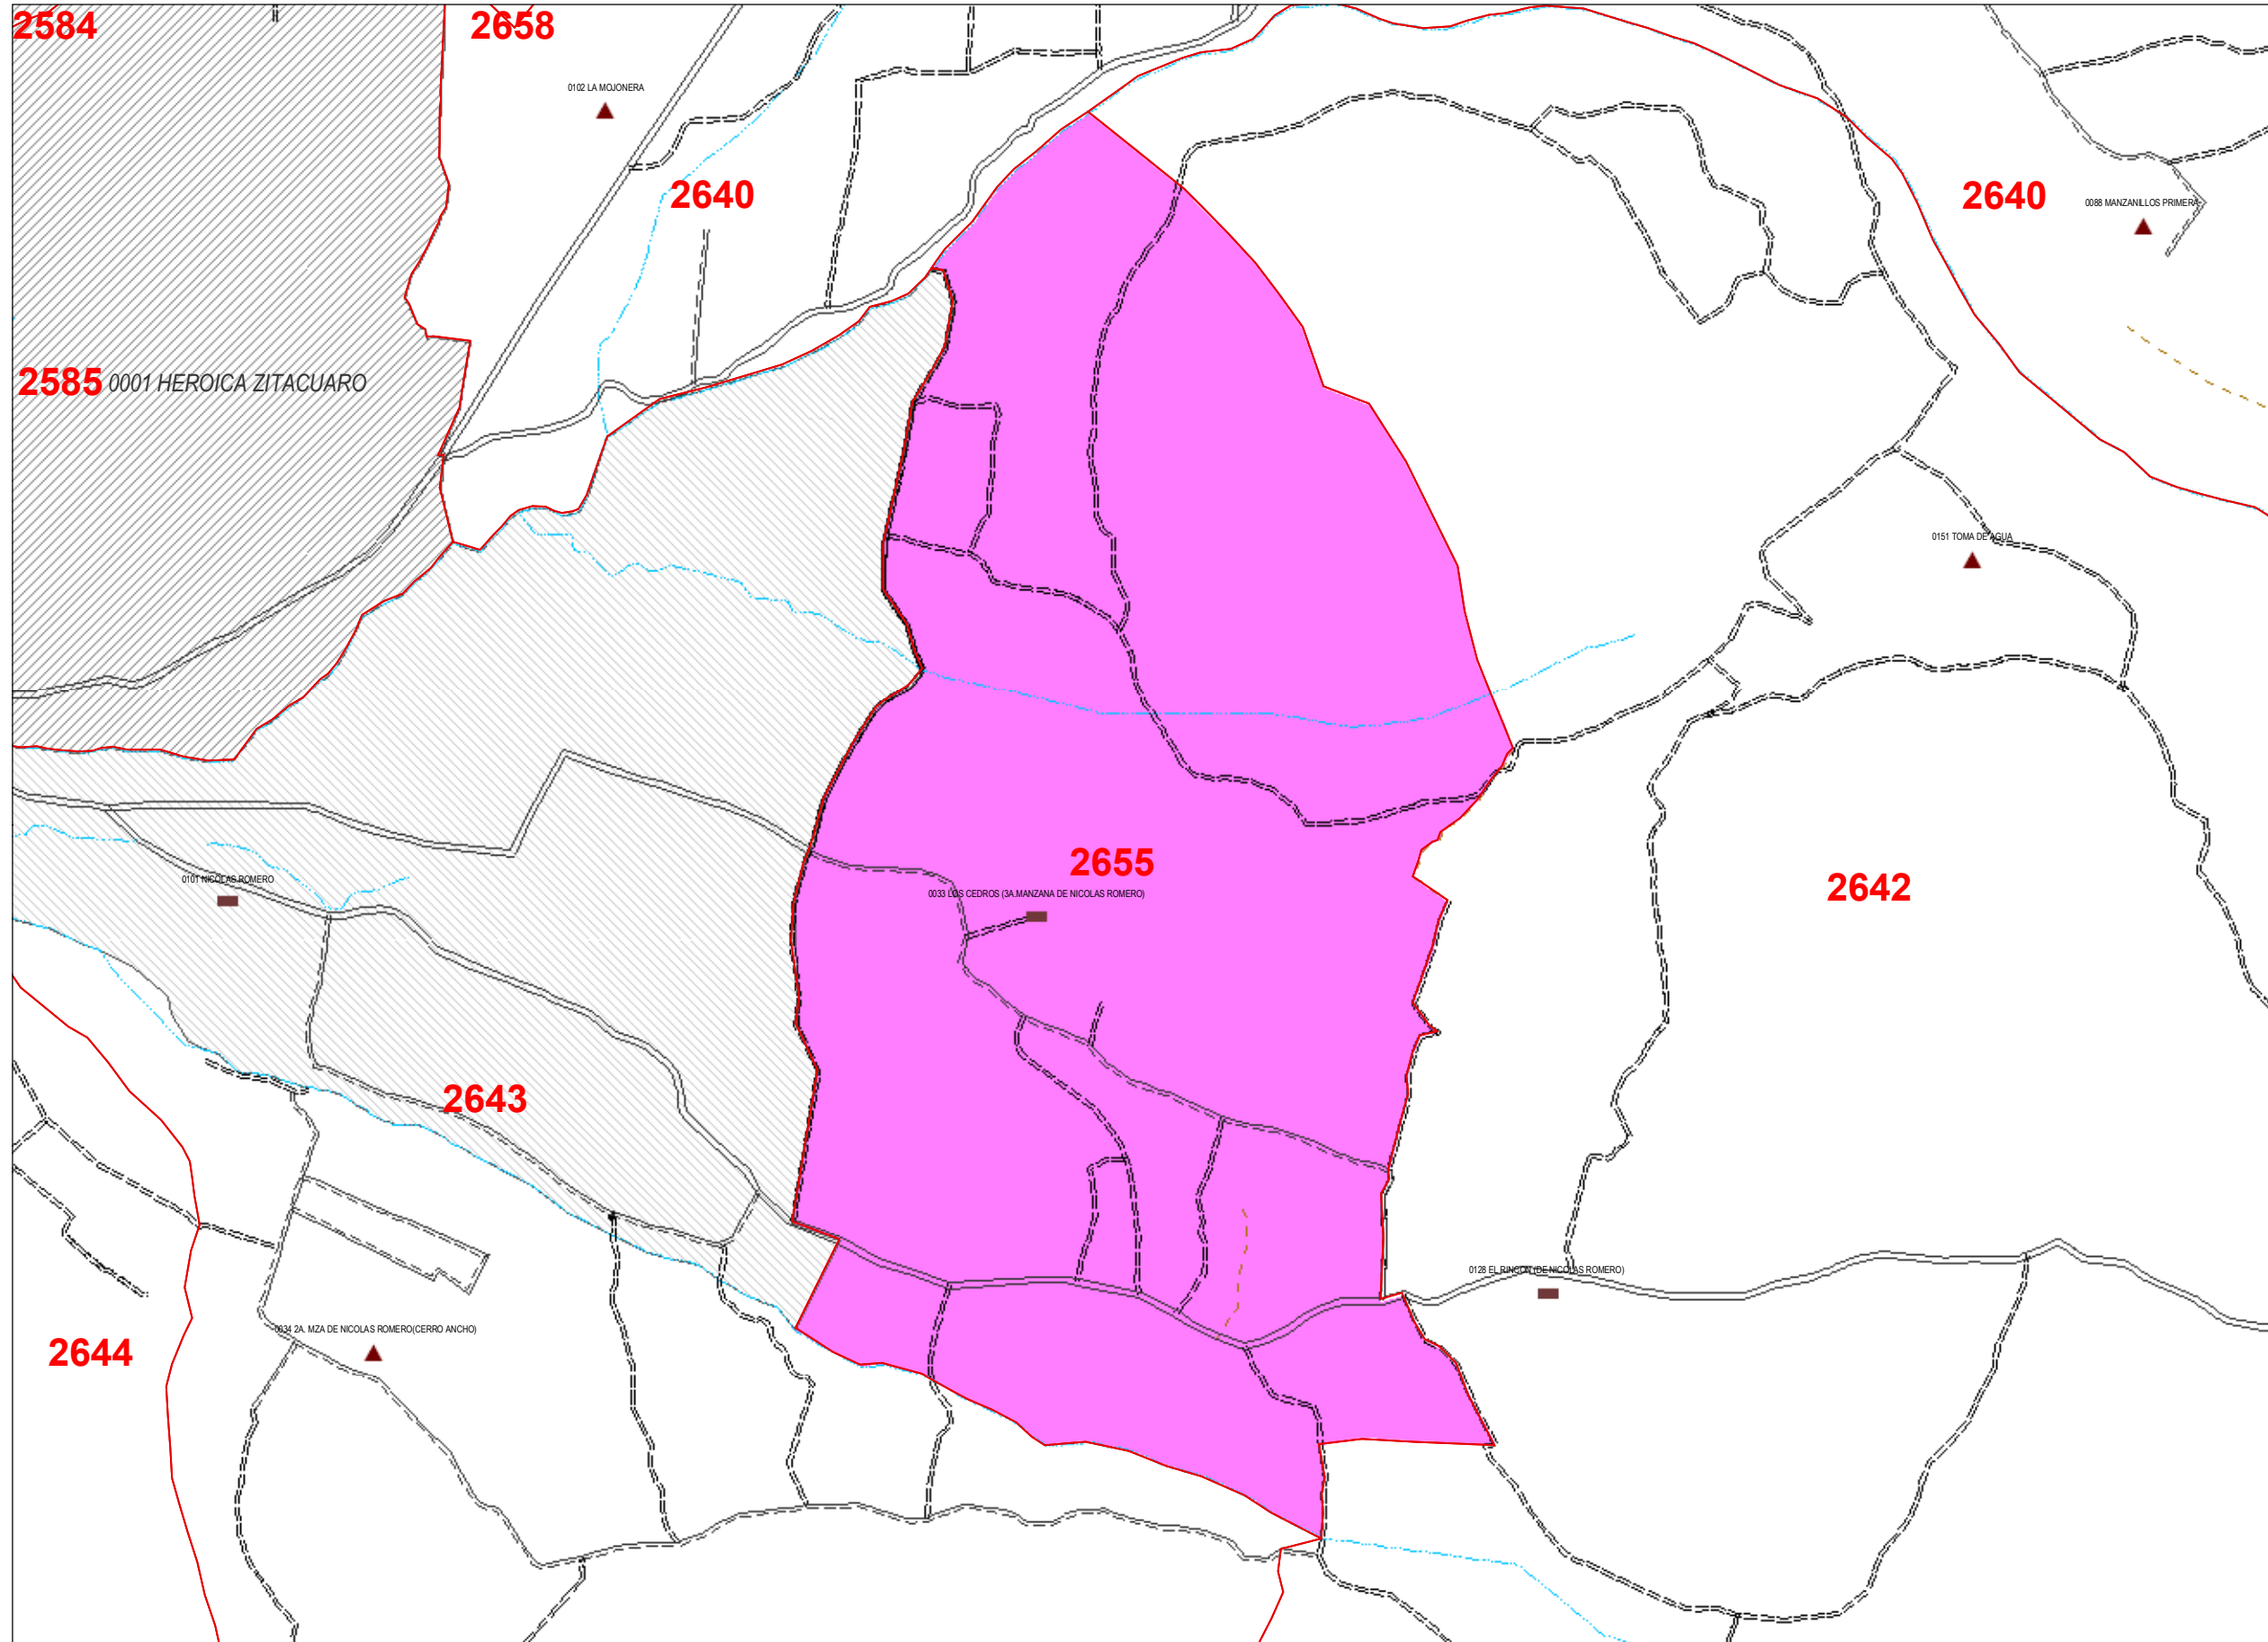 2584
2658
0102 LA MOJONERA
2640
2640
0088 MANZANILLOS PRIMERA
2585 0001 HEROICA ZITACUARO
0151 TOMA DE AGUA
2655
0101 NICOLAS ROMERO
0033 LOS CEDROS (3A.MANZANA DE NICOLAS ROMERO)
2642
2643
0128 EL RINCON (DE NICOLAS ROMERO)
0034 2A. MZA DE NICOLAS ROMERO(CERRO ANCHO)
2644